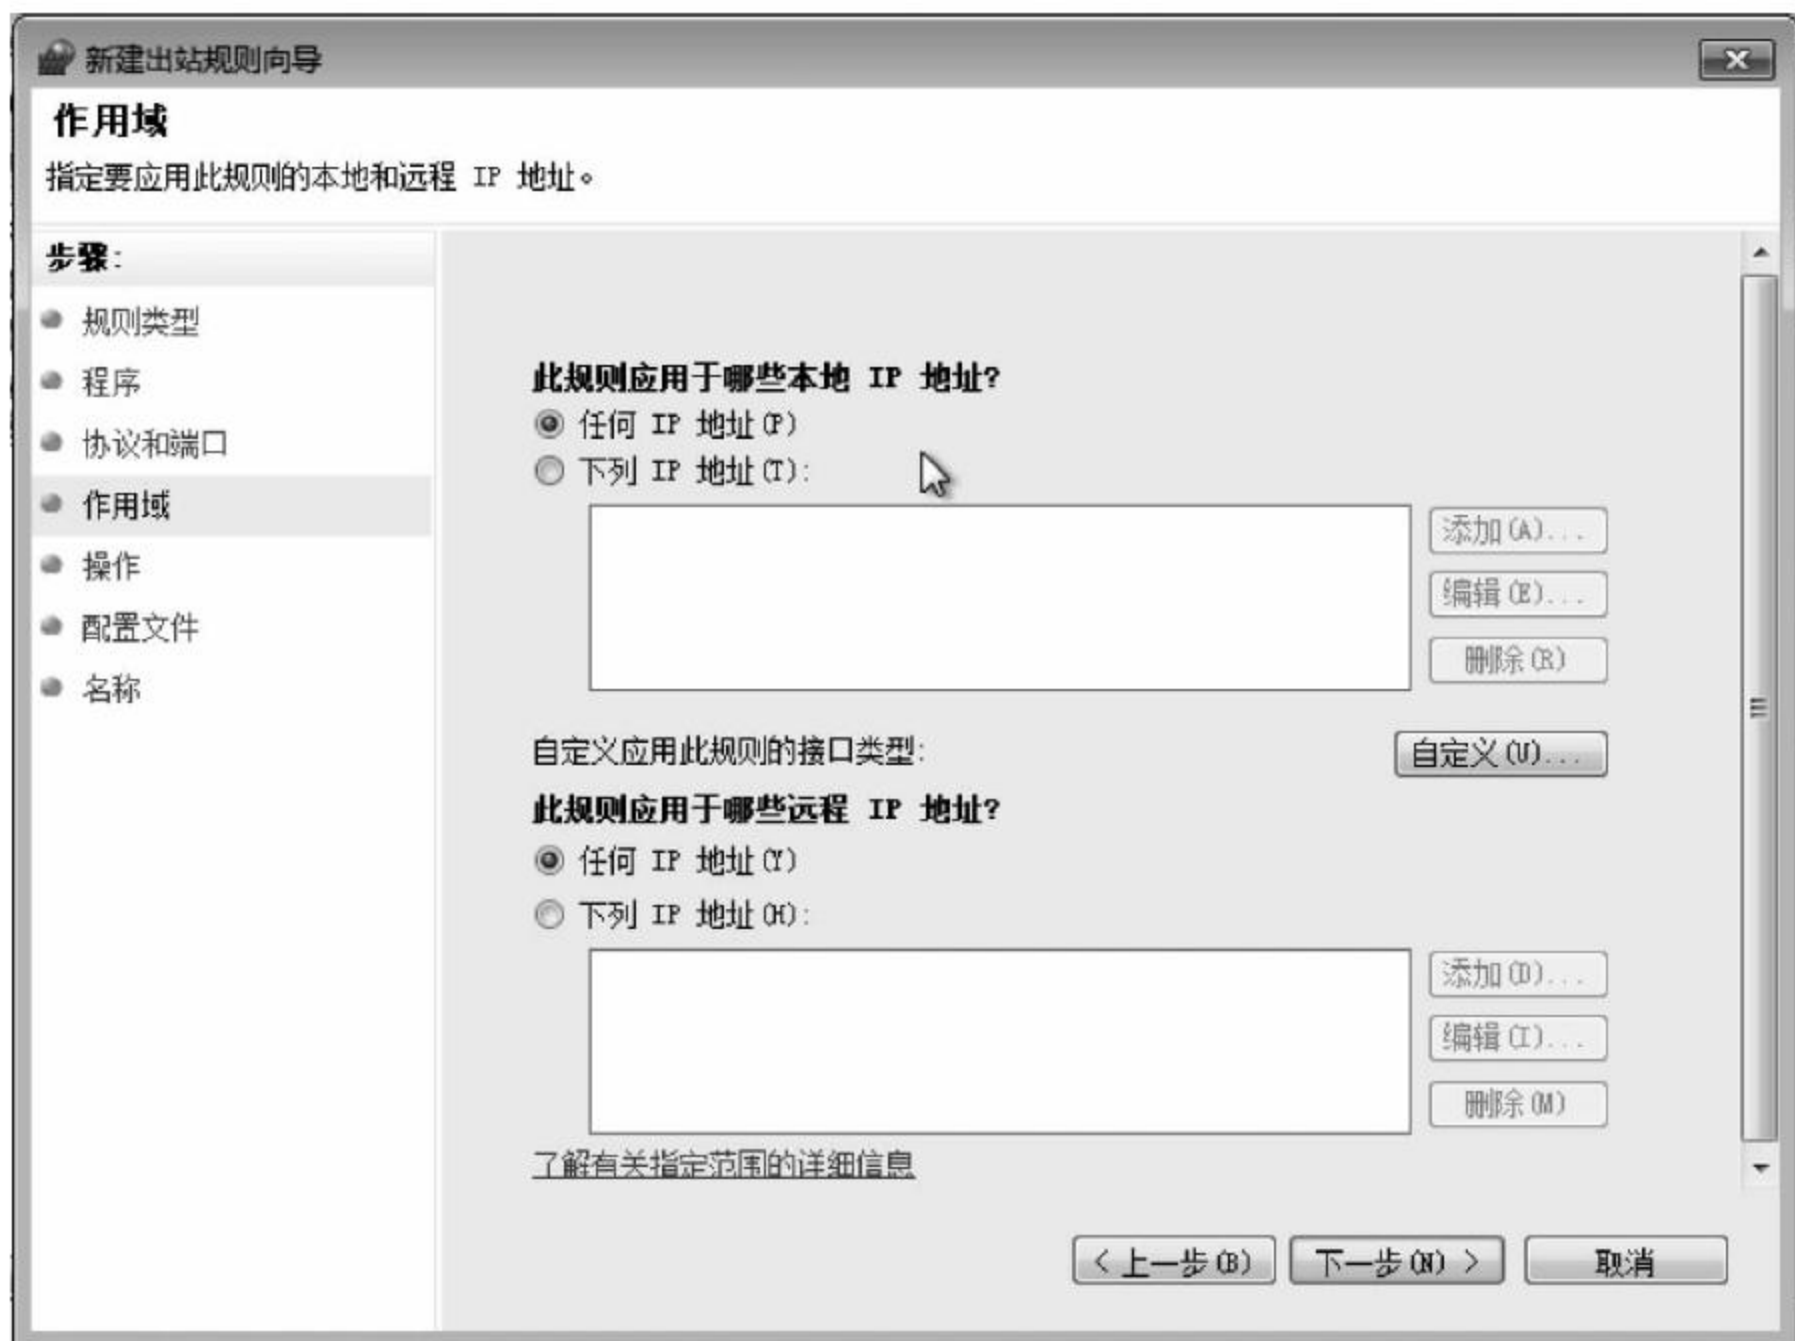 新建出站规则向导
作用域
指定要应用此规则的本地和远程 IP 地址。
步骤:
规则类型
程序
协议和端口
作用域
操作
配置文件
名称
此规则应用于哪些本地 IP 地址?
任何 IP 地址(P)
下列 IP 地址(T):
添加(A)...
编辑(E)...
删除(R)
自定义应用此规则的接口类型:
自定义(U)...
此规则应用于哪些远程 IP 地址?
任何 IP 地址(Y)
下列 IP 地址(H):
添加(D)...
编辑(I)...
删除(M)
了解有关指定范围的详细信息
< 上一步(B)
下一步(N) >
取消